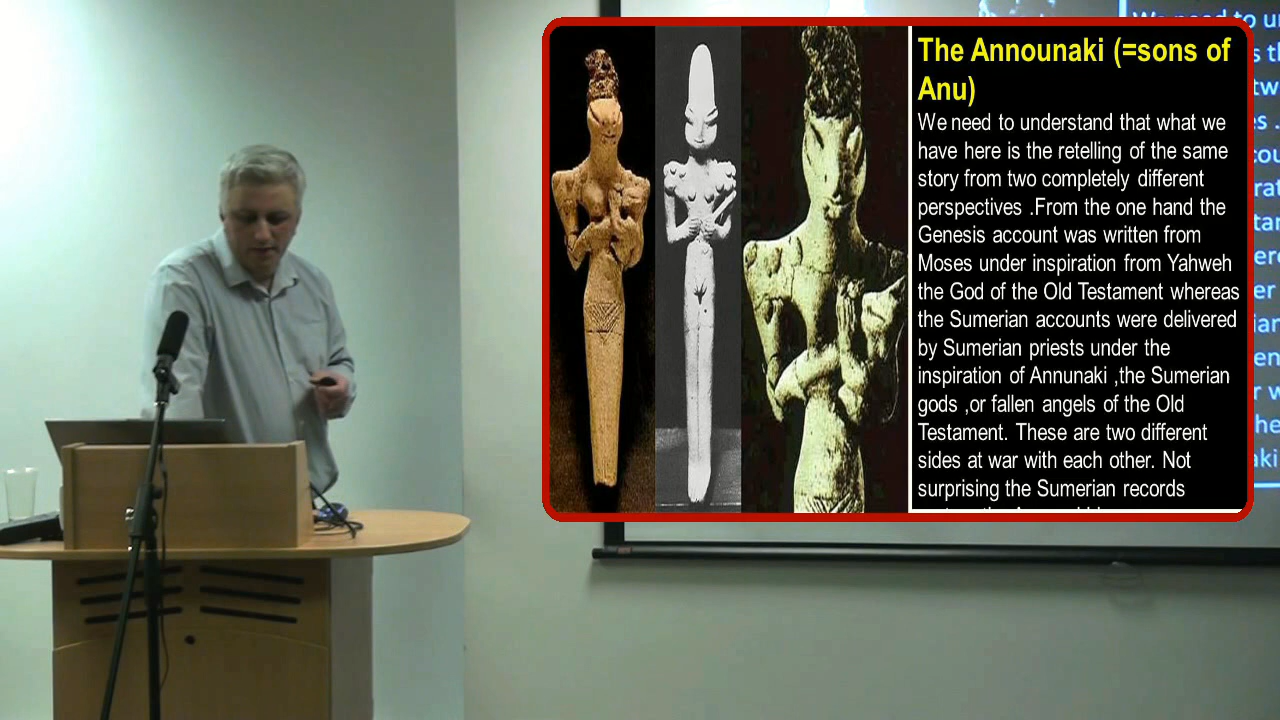 The Announaki (=sons of
Anu)
We need to understand that what we
have here is the retelling of the same
story from two completely different
perspectives .From the one hand the
Genesis account was written from
Moses under inspiration from Yahweh
the God of the Old Testament whereas
the Sumerian accounts were delivered
by Sumerian priests under the
inspiration of Annunaki ,the Sumerian
gods ,or fallen angels of the Old
Testament. These are two different
sides at war with each other. Not
surprising the Sumerian records